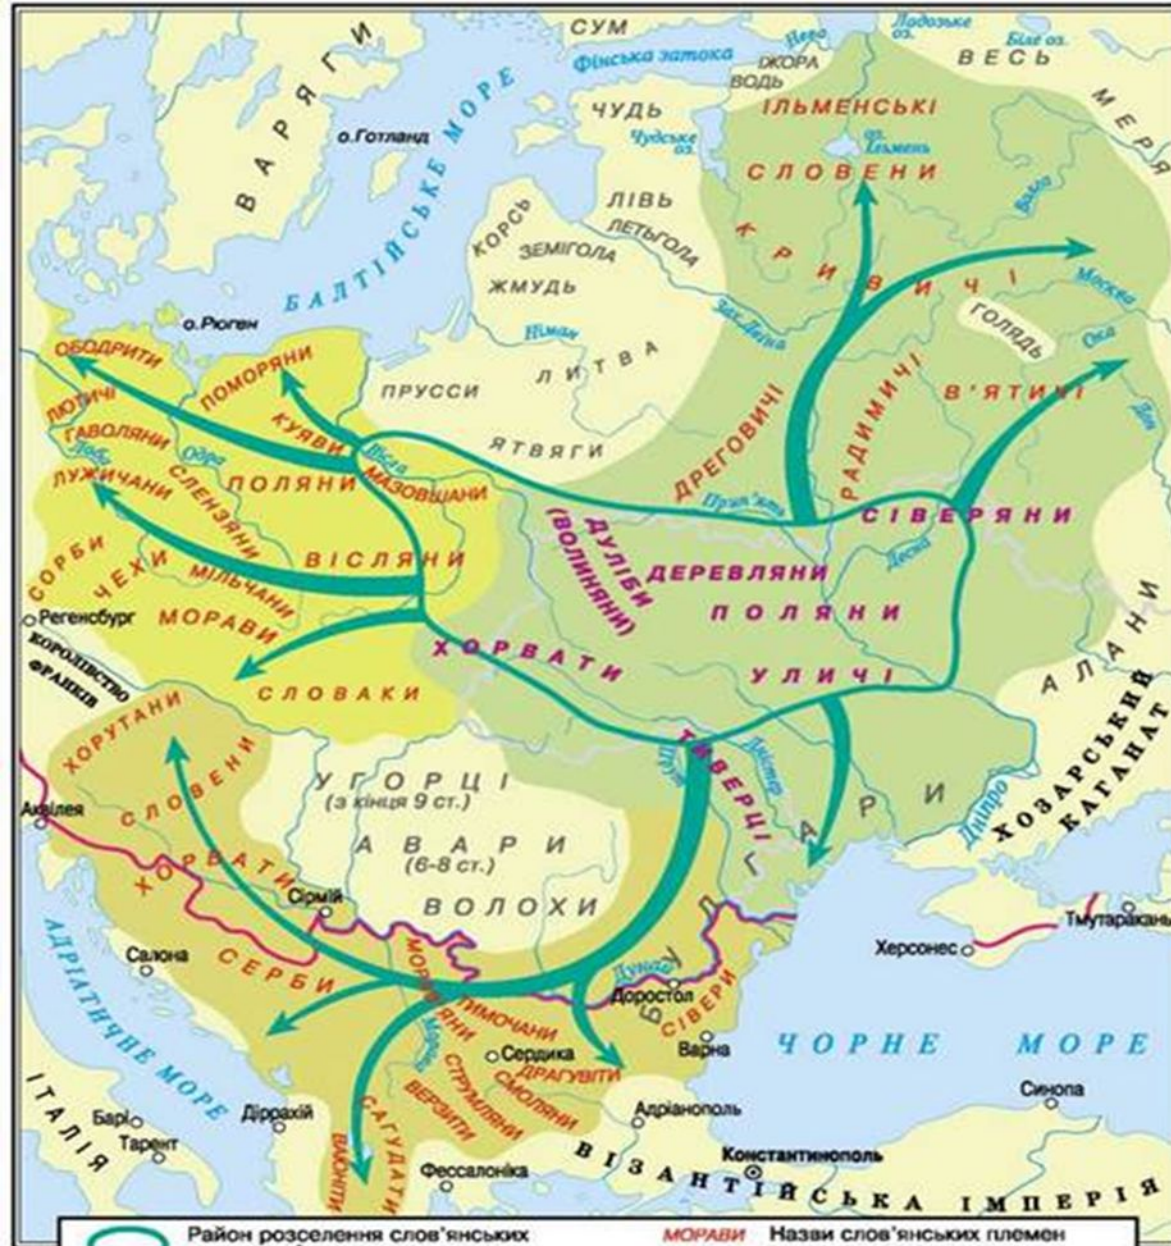 СУМ
Фінська затока
Нева
Ладозьке
оз.
Біле оз.
ВЕСЬ
ІЖОРА
ВОДЬ
ВАРЯГИ
МЕРЯ
ЧУДЬ
Чудське
оз.
ІЛЬМЕНСЬКІ
оз.
Ільмень
СЛОВЕНИ
о.Готланд
БАЛТІЙСЬКЕ МОРЕ
ЛІВЬ
ЛЕТЬГОЛА
КОРСЬ
ЗЕМІГОЛА
ЖМУДЬ
Волга
КРИВИЧІ
Москва
ГОЛЯДЬ
Ока
Зах.Двіна
о.Рюген
Німан
ЛИТВА
ПРУССИ
ЯТВЯГИ
ОБОДРИТИ
ПОМОРЯНИ
ЛЮТИЧІ
ГАВОЛЯНИ
КУЯВИ
Вісла
Одра
ЛУЖИЧАНИ
СЛЕНЗЯНИ
ПОЛЯНИ
МАЗОВШАНИ
ДРЕГОВИЧІ
РАДИМИЧІ
В'ЯТИЧІ
Дон
Прип'ять
СІВЕРЯНИ
Десна
СОРБИ
ЧЕХИ
МІЛЬЧАНИ
ВІСЛЯНИ
ДУЛІБИ
(ВОЛИНЯНИ)
ДЕРЕВЛЯНИ
ПОЛЯНИ
Регенсбург
МОРАВИ
КОРОЛІВСТВО
ФРАНКІВ
СЛОВАКИ
ХОРВАТИ
УЛИЧІ
АЛАНИ
ХОЗАРСЬКИЙ
КАГАНАТ
ХОРУТАНИ
СЛОВЕНИ
УГОРЦІ
(з кінця 9 ст.)
АВАРИ
(6-8 ст.)
ВОЛОХИ
Прут
ТИВЕРЦІ
Дністер
Дніпро
БУЛГАРИ
Аквілея
ХОРВАТИ
Сірмій
Салона
СЕРБИ
АДРІАТИЧНЕ МОРЕ
МОРАВЯНИ
ТИМОЧАНИ
Дунай
Доростол
СІВЕРИ
Варна
Херсонес
Тмутаракань
ЧОРНЕ МОРЕ
Сердика
ДРАГУВІТИ
СМОЛЯНИ
СТРУМЛЯНИ
ВЕРЗИТИ
САГУДАТИ
ВАЮНІТИ
ІТАЛІЯ
Барі
Тарент
Діррахій
Фессалоніка
Адріанополь
Константинополь
Синопа
ВІЗАНТІЙСЬКА ІМПЕРІЯ
Район розселення слов'янських
МОРАВИ Назви слов'янських племен